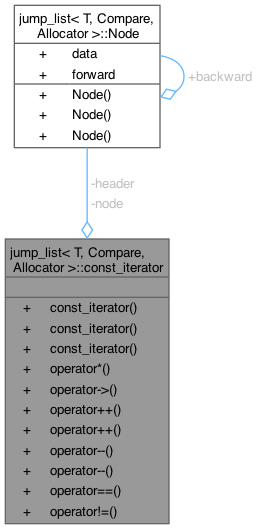 jump_list< T, Compare,
Allocator >::Node
+ data
+ forward
+ Node()
+ Node()
+ Node()
+backward
-header
-node
jump_list< T, Compare,
Allocator >::const_iterator
+ const_iterator()
+ const_iterator()
+ const_iterator()
+ operator*()
+ operator->()
+ operator++()
+ operator++()
+ operator--()
+ operator--()
+ operator==()
+ operator!=()